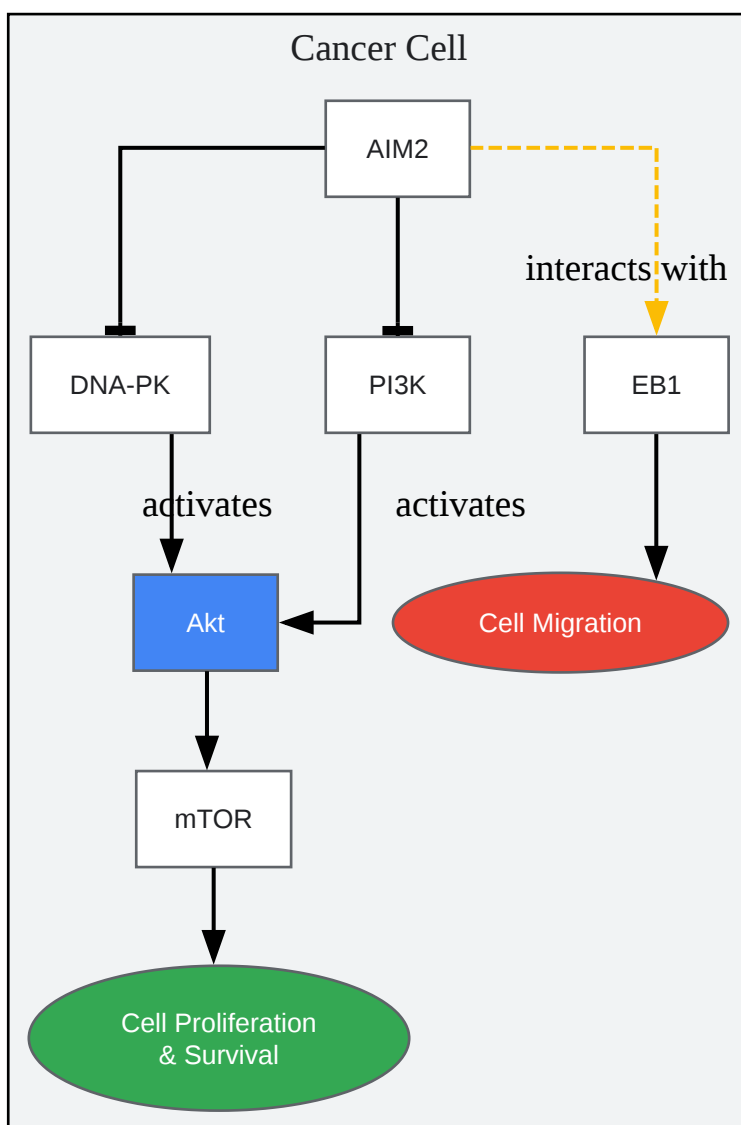 Cancer Cell
AIM2
interacts with
DNA-PK
PI3K
EB1
activates
activates
Akt
Cell Migration
mTOR
Cell Proliferation
& Survival